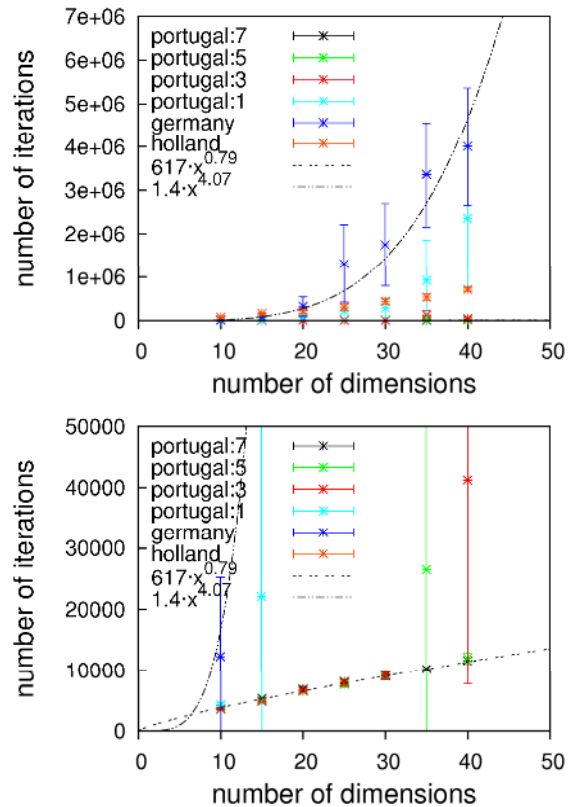 7e+06
6e+06
5e+06
4e+06
3e+06
2e+06
1e+06
0
number of iterations
portugal:7
portugal:5
portugal:3
portugal:1
germany
holland
617·x^0.79
1.4·x^4.07
0 10 20 30 40 50
number of dimensions
50000
40000
30000
20000
10000
0
number of iterations
portugal:7
portugal:5
portugal:3
portugal:1
germany
holland
617·x^0.79
1.4·x^4.07
0 10 20 30 40 50
number of dimensions